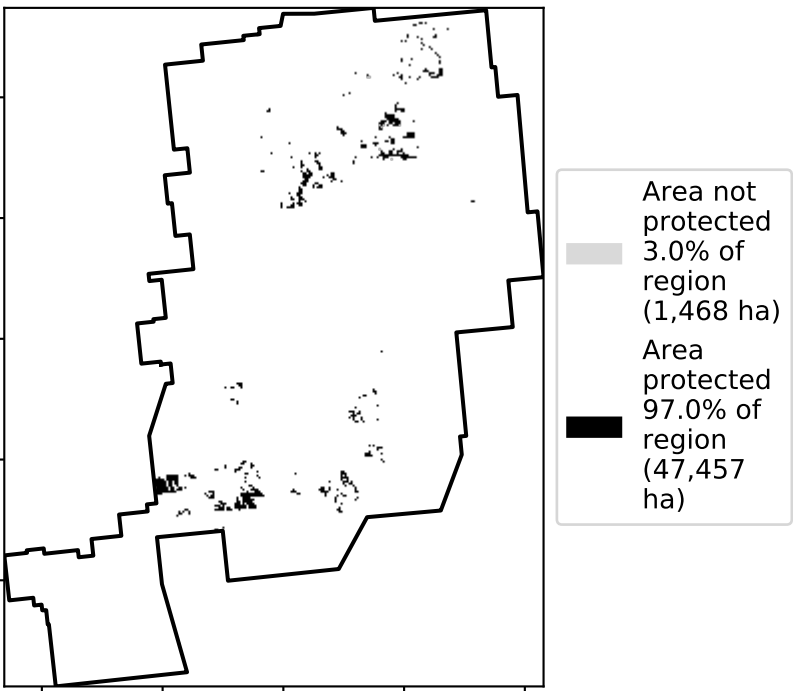 Area not
protected
3.0% of
region
(1,468 ha)
Area
protected
97.0% of
region
(47,457
ha)